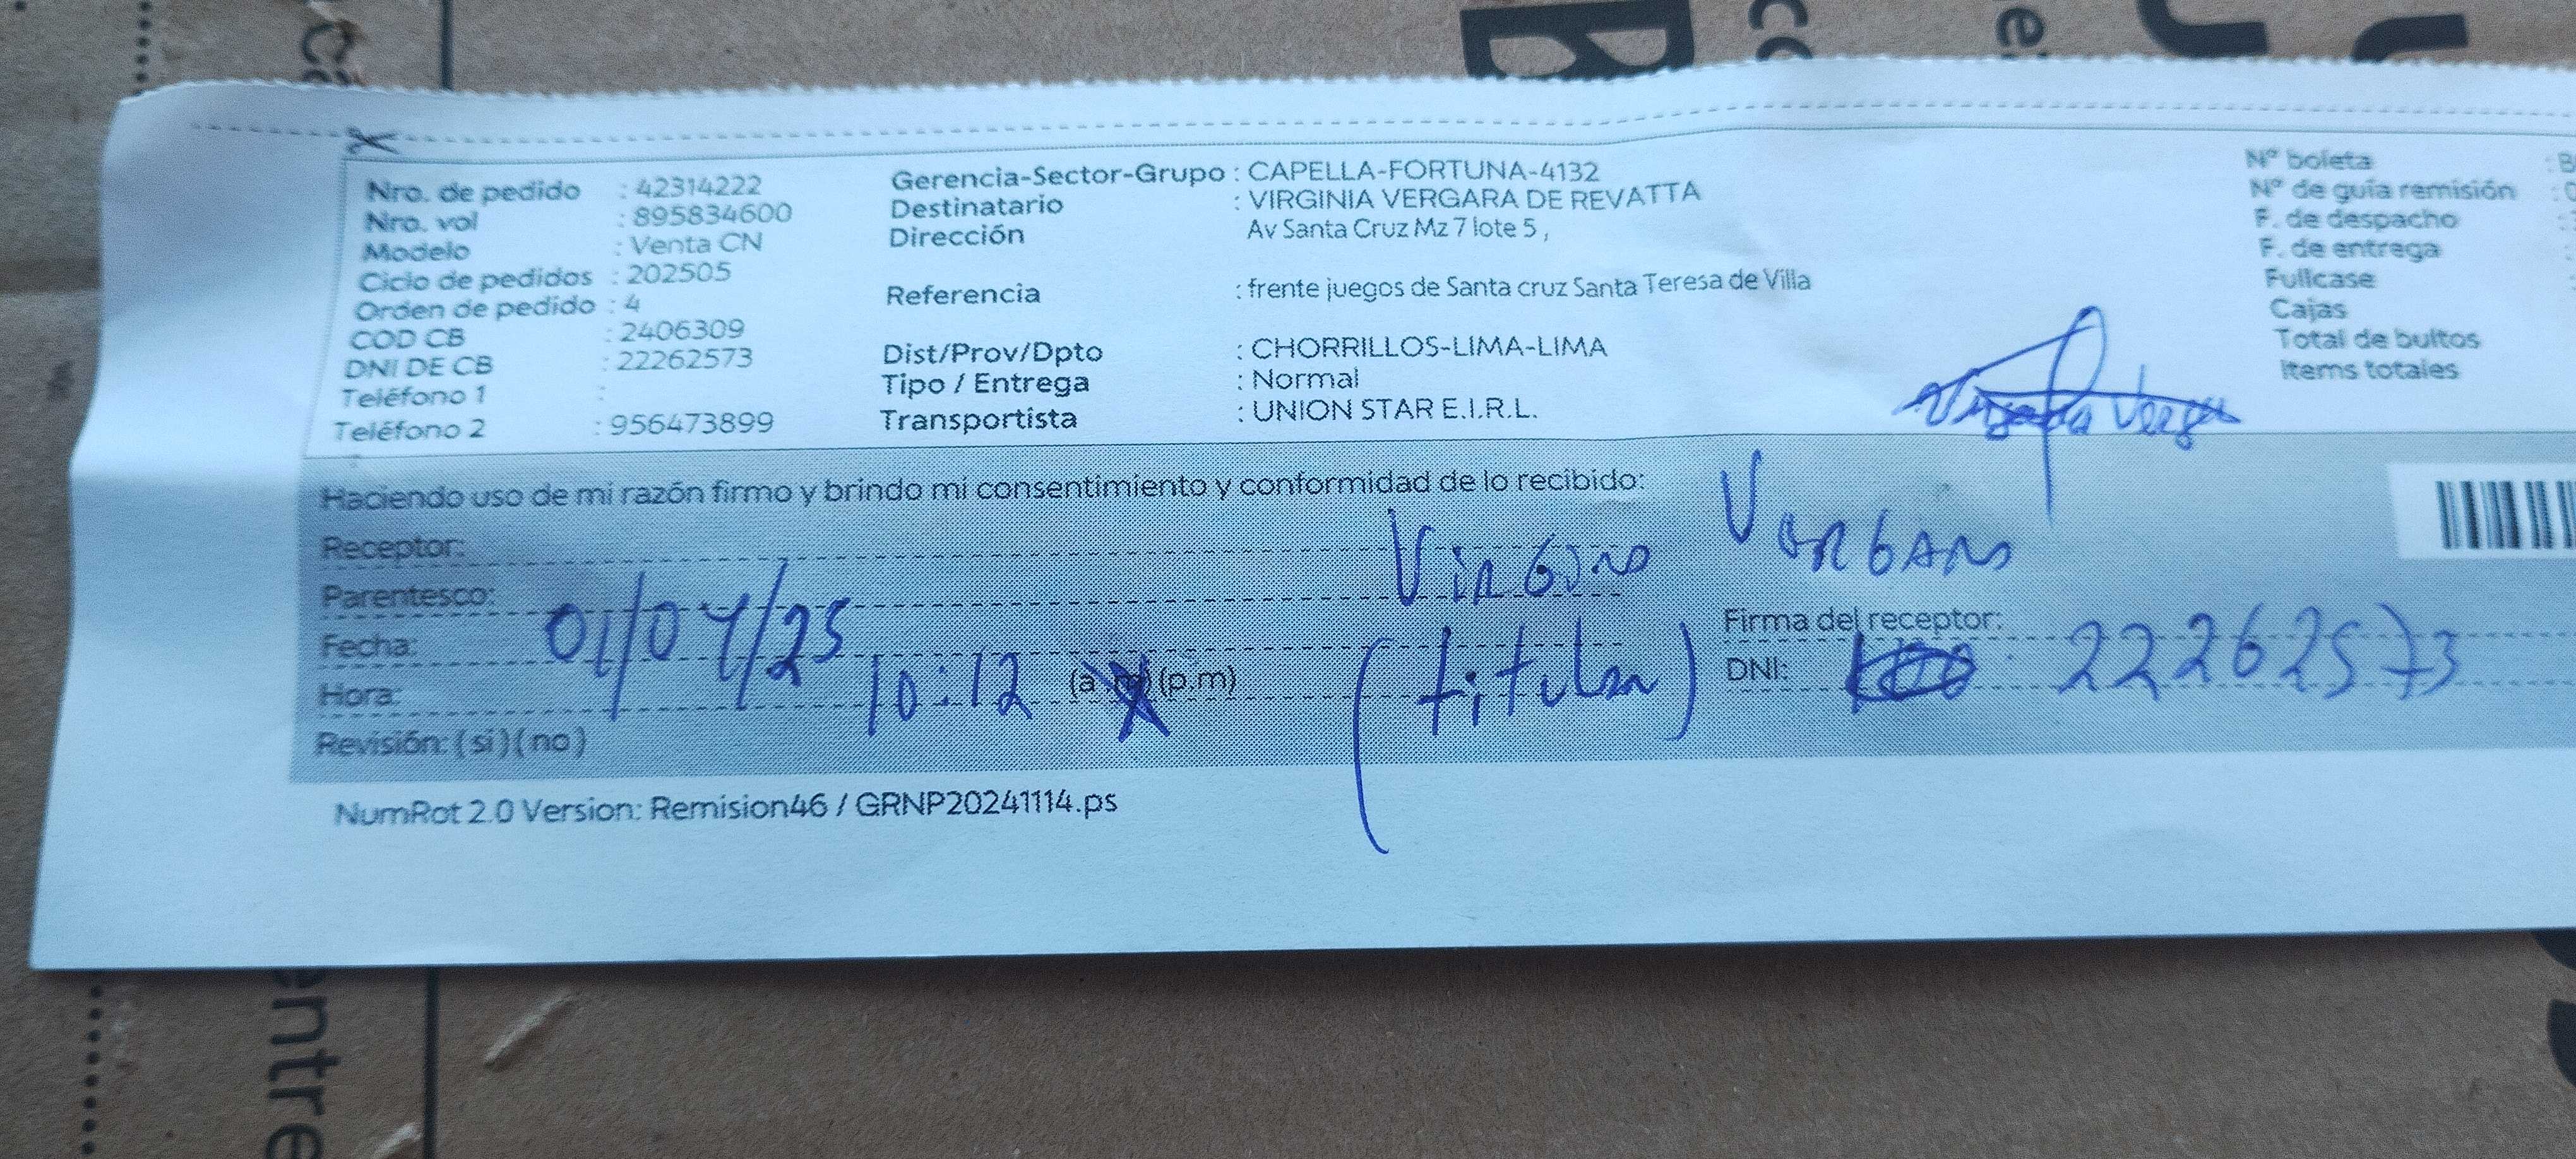 Nro. de pedido : 42314222
Nro. vol : 895834600
Modelo : Venta CN
Ciclo de pedidos : 202505
Orden de pedido : 4
COD CB : 2406309
DNI DE CB : 22262573
Teléfono 1 :
Teléfono 2 : 956473899
Gerencia-Sector-Grupo : CAPELLA-FORTUNA-4132
Destinatario : VIRGINIA VERGARA DE REVATTA
Dirección Av Santa Cruz Mz 7 lote 5 ,
Referencia : frente juegos de Santa cruz Santa Teresa de Villa
Dist/Prov/Dpto : CHORRILLOS-LIMA-LIMA
Tipo / Entrega : Normal
Transportista : UNION STAR E.I.R.L.
N° boleta : B
N° de guía remisión :
F. de despacho :
F. de entrega :
Fullcase
Cajas
Total de bultos
Items totales
Haciendo uso de mi razón firmo y brindo mi consentimiento y conformidad de lo recibido:
Receptor:
Parentesco:
Fecha: 01/04/25
Hora: 10:12 (a.m) (p.m)
Revisión: (si) (no)
(titular)
Firma del receptor:
DNI: 22262573
NumRot 2.0 Version: Remision46 / GRNP20241114.ps
entre